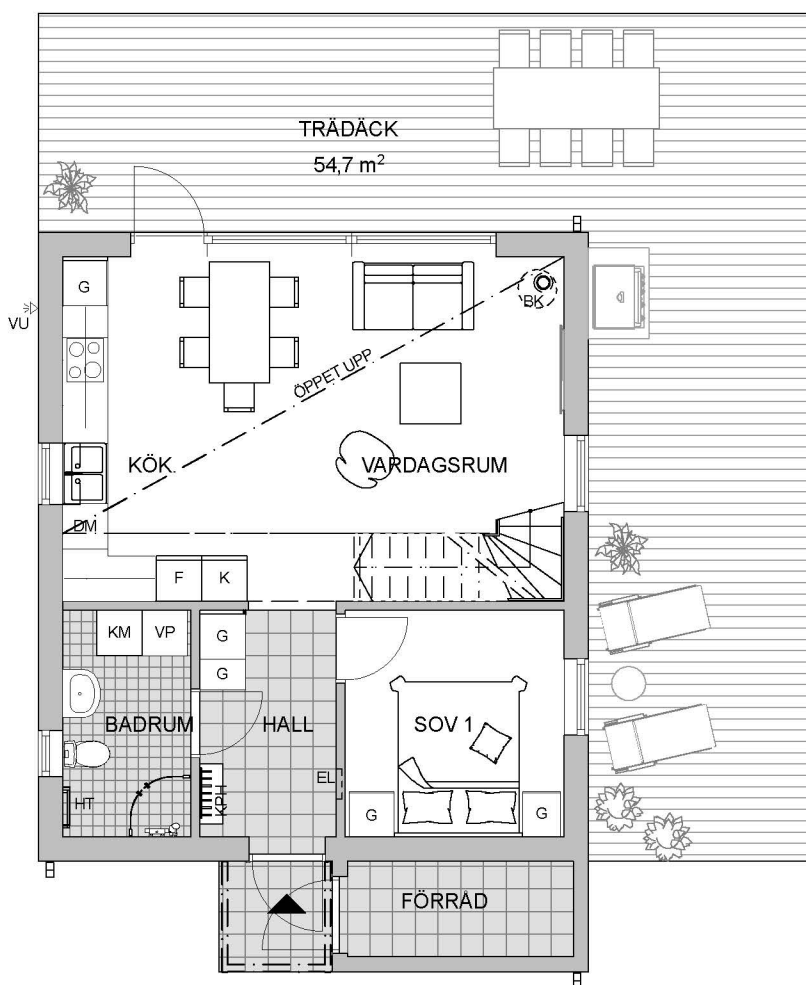 TRÄDÄCK
54,7 m²
G
BK
VU
ÖPPET UPP
KÖK
VARDAGSRUM
DM
F K
KM VP G
G
BADRUM HALL SOV 1
EL
HT KPH G G
FÖRRÅD